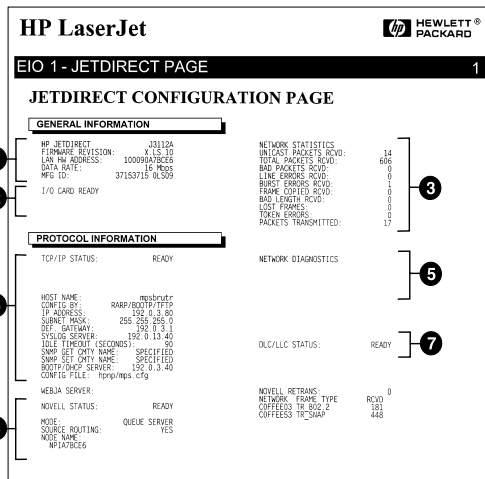 HP LaserJet
hp HEWLETT ®
PACKARD
EIO 1 - JETDIRECT PAGE 1
JETDIRECT CONFIGURATION PAGE
GENERAL INFORMATION
HP JETDIRECT J3112A
FIRMWARE REVISION: X.LS.10
LAN HW ADDRESS: 100090A7BCE6
DATA RATE: 16 Mbps
MFG ID: 37153715 0LS09
I/O CARD READY
NETWORK STATISTICS
UNICAST PACKETS RCVD: 14
TOTAL PACKETS RCVD: 606
BAD PACKETS RCVD: 0
LINE ERRORS RCVD: 0
BURST ERRORS RCVD: 1
FRAME COPIED RCVD: 0
BAD LENGTH RCVD: 0
LOST FRAMES: 0
TOKEN ERRORS: 0
PACKETS TRANSMITTED: 17
3
PROTOCOL INFORMATION
TCP/IP STATUS: READY
HOST NAME: mpsbrutr
CONFIG BY: RARP/BOOTP/TFTP
IP ADDRESS: 192.0.3.80
SUBNET MASK: 255.255.255.0
DEF. GATEWAY: 192.0.3.1
SYSLOG SERVER: 192.0.13.40
IDLE TIMEOUT (SECONDS): 90
SNMP GET CMTY NAME: SPECIFIED
SNMP SET CMTY NAME: SPECIFIED
BOOTP/DHCP SERVER: 192.0.3.40
CONFIG FILE: hpnp/mps.cfg
WEBJA SERVER:
NOVELL STATUS: READY
MODE: QUEUE SERVER
SOURCE ROUTING: YES
NODE NAME:
NPIA7BCE6
NETWORK DIAGNOSTICS
5
DLC/LLC STATUS: READY
7
NOVELL RETRANS: 0
NETWORK FRAME TYPE RCVD
COFFEE03 TR_802.2 181
COFFEE53 TR_SNAP 448